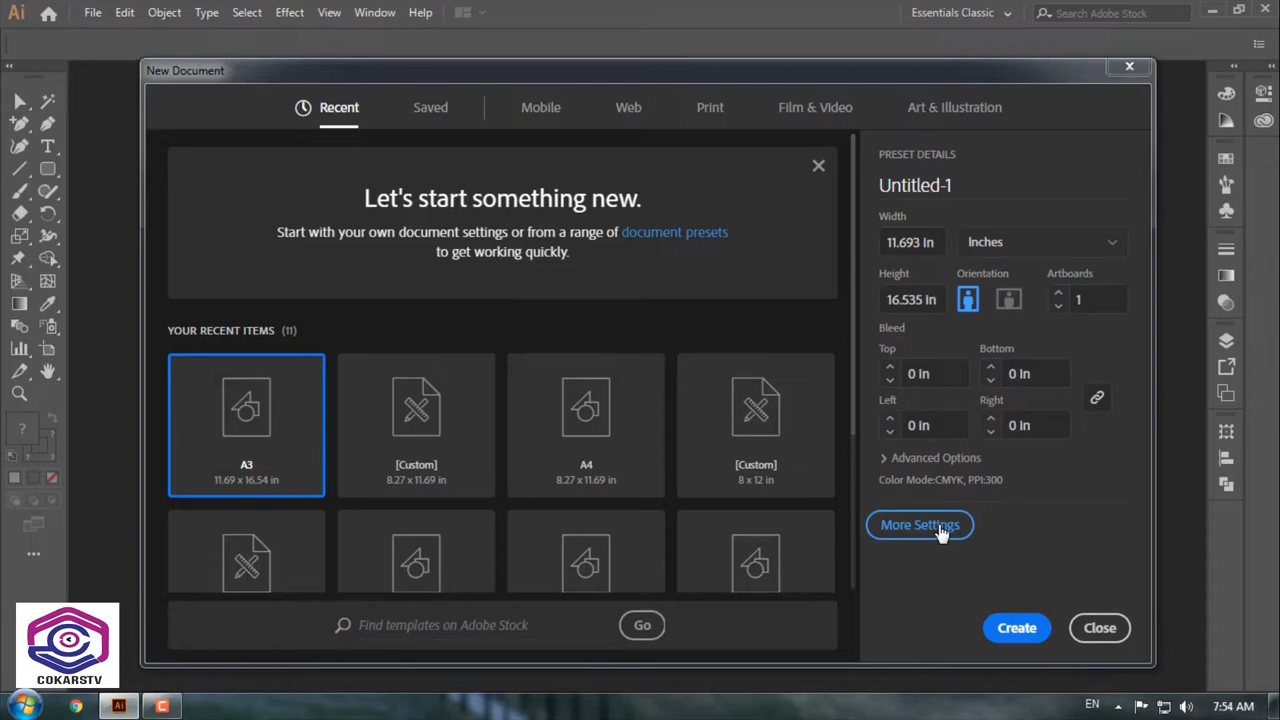 Ai File Edit Object Type Select Effect View Window Help Essentials Classic Search Adobe Stock
New Document
Recent Saved Mobile Web Print Film & Video Art & Illustration
Let's start something new.
Start with your own document settings or from a range of document presets
to get working quickly.
YOUR RECENT ITEMS (11)
A3
11.69 x 16.54 in
[Custom]
8.27 x 11.69 in
A4
8.27 x 11.69 in
[Custom]
8 x 12 in
Find templates on Adobe Stock Go
PRESET DETAILS
Untitled-1
Width
11.693 in Inches
Height Orientation Artboards
16.535 in 1
Bleed
Top Bottom
0 in 0 in
Left Right
0 in 0 in
Advanced Options
Color Mode:CMYK, PPI:300
More Settings
Create Close
?
T
COKARSTV
Ai
EN 7:54 AM